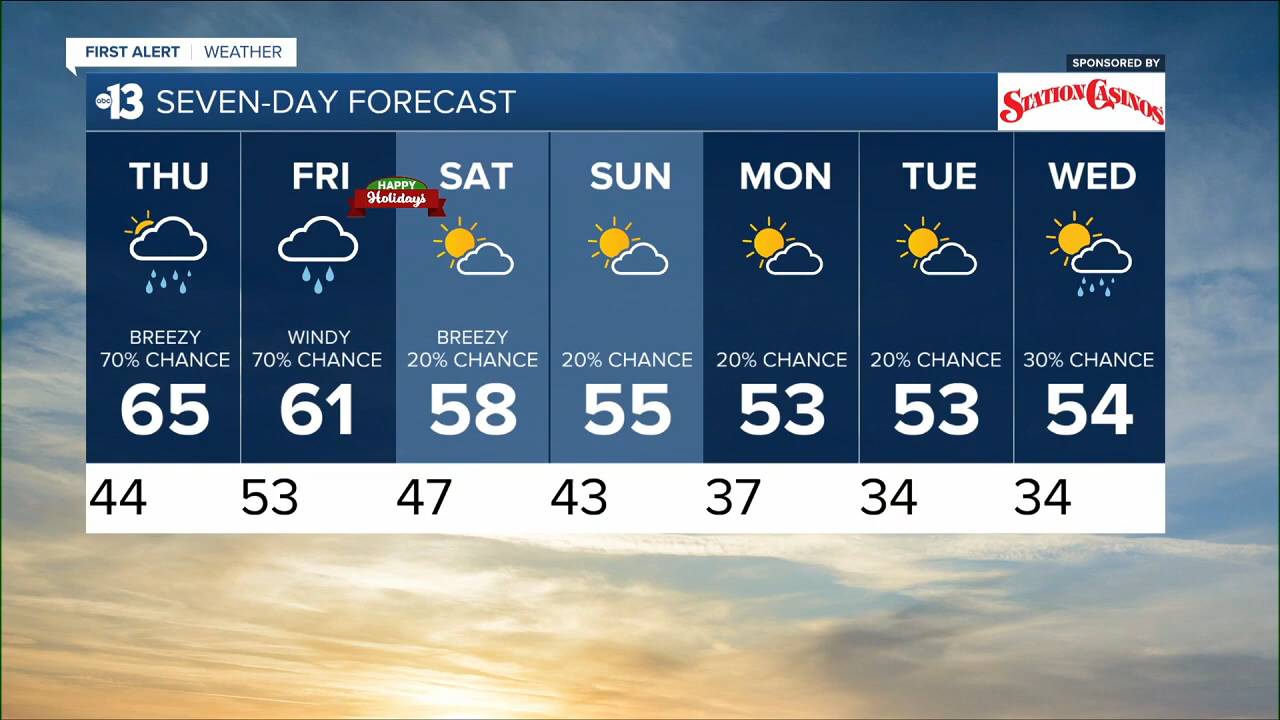 FIRST ALERT | WEATHER
SPONSORED BY
abc 13 SEVEN-DAY FORECAST
STATION CASINOS
THU FRI SAT SUN MON TUE WED
HAPPY
Holidays
BREEZY WINDY BREEZY
70% CHANCE 70% CHANCE 20% CHANCE 20% CHANCE 20% CHANCE 20% CHANCE 30% CHANCE
65 61 58 55 53 53 54
44 53 47 43 37 34 34